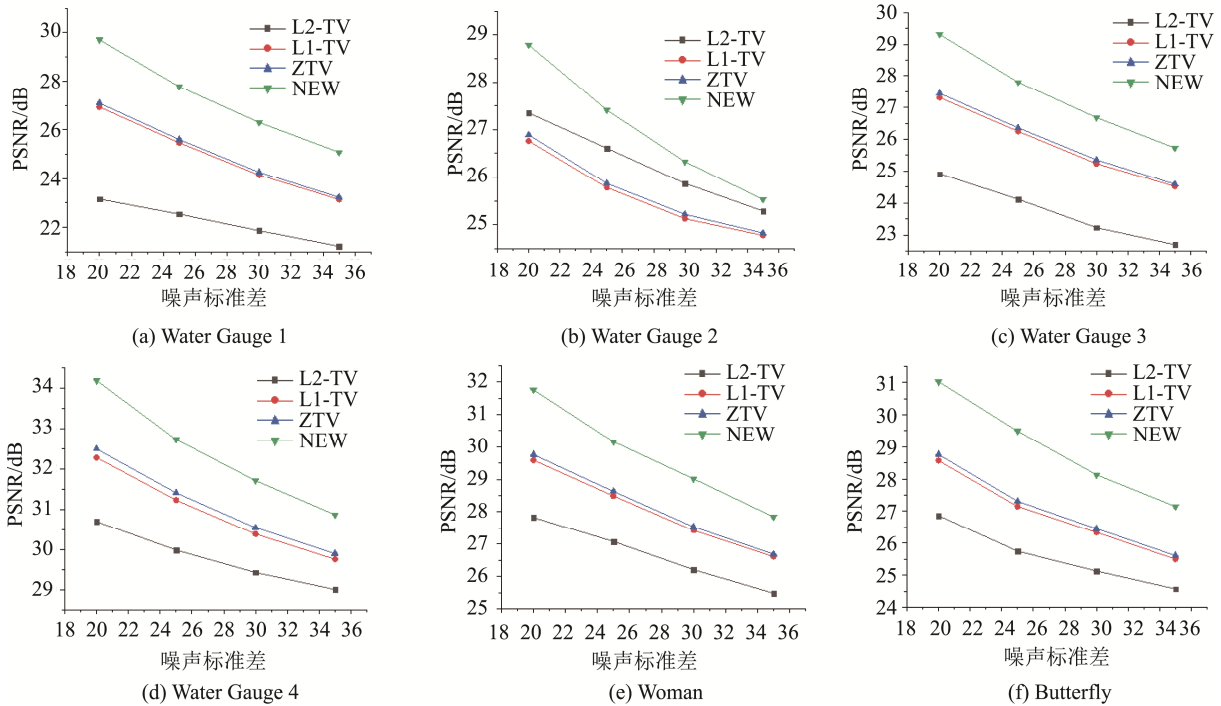 30
28
26
24
22
PSNR/dB
L2-TV
L1-TV
ZTV
NEW
18 20 22 24 26 28 30 32 34 36
噪声标准差
(a) Water Gauge 1
29
28
27
26
25
PSNR/dB
L2-TV
L1-TV
ZTV
NEW
18 20 22 24 26 28 30 32 34 36
噪声标准差
(b) Water Gauge 2
30
29
28
27
26
25
24
23
PSNR/dB
L2-TV
L1-TV
ZTV
NEW
18 20 22 24 26 28 30 32 34 36
噪声标准差
(c) Water Gauge 3
34
33
32
31
30
29
PSNR/dB
L2-TV
L1-TV
ZTV
NEW
18 20 22 24 26 28 30 32 34 36
噪声标准差
(d) Water Gauge 4
32
31
30
29
28
27
26
25
PSNR/dB
L2-TV
L1-TV
ZTV
NEW
18 20 22 24 26 28 30 32 34 36
噪声标准差
(e) Woman
31
30
29
28
27
26
25
24
PSNR/dB
L2-TV
L1-TV
ZTV
NEW
18 20 22 24 26 28 30 32 34 36
噪声标准差
(f) Butterfly